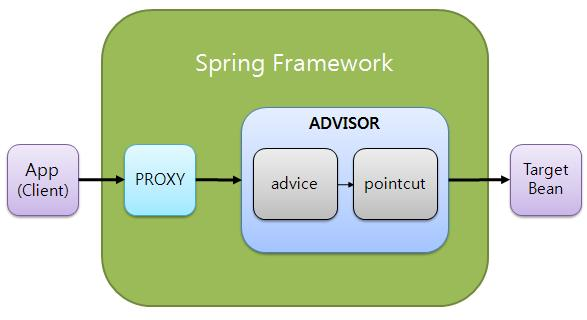 Spring Framework
ADVISOR
App
(Client)
PROXY
advice
pointcut
Target
Bean